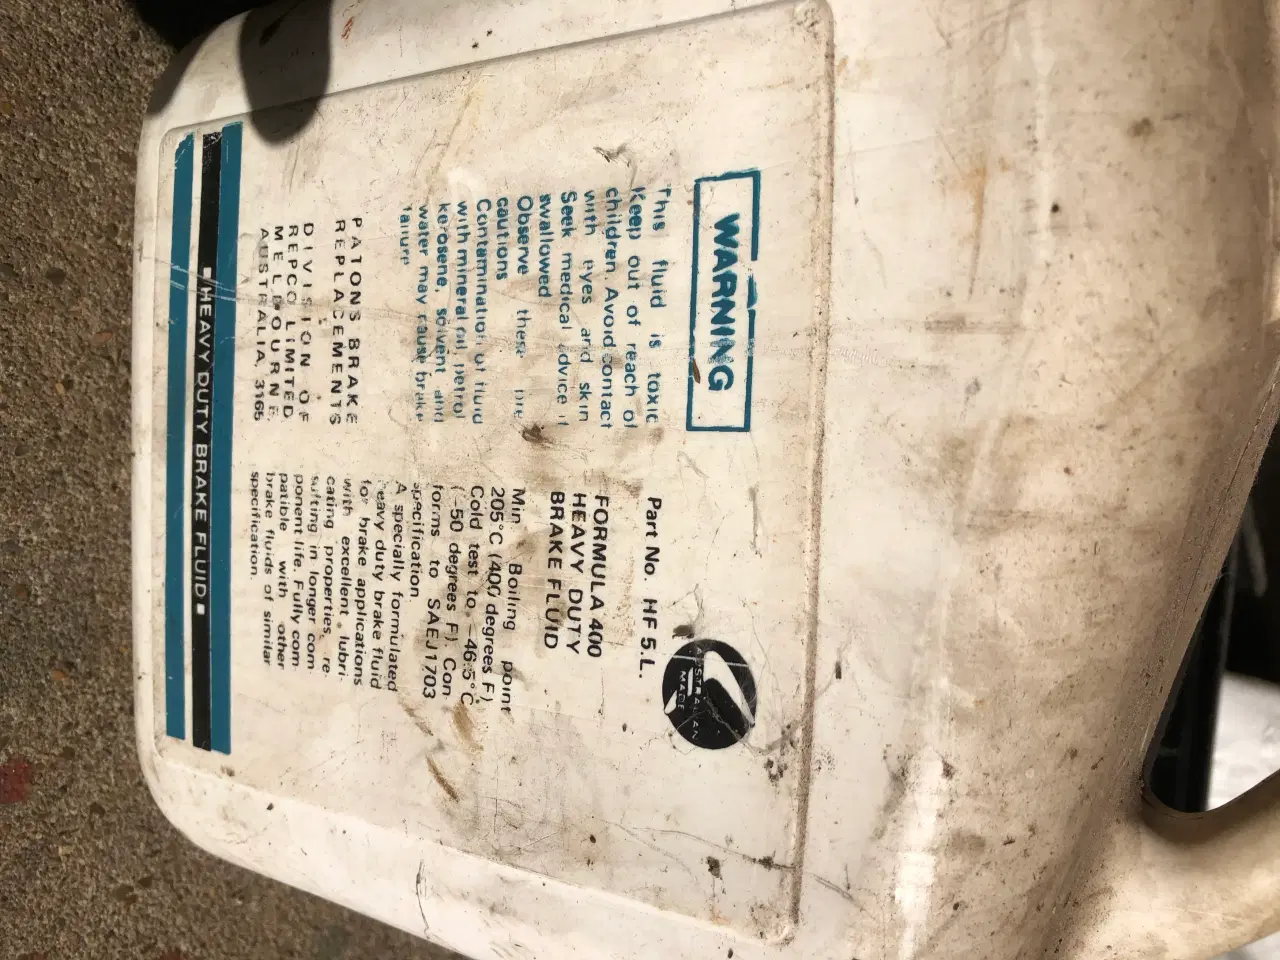 WARNING
This fluid is toxic
Keep out of reach of
children. Avoid contact
with eyes and skin
Seek medical advice if
swallowed
Observe these pre
cautions
Contamination of fluid
with mineral oil, petrol
kerosene, solvent and
water may cause brake
failure
PATONS BRAKE
REPLACEMENTS
DIVISION OF
REPCO LIMITED
MELBOURNE,
AUSTRALIA, 3165
Part No. HF 5.L.
AUSTRALIAN
MADE
FORMULA 400
HEAVY DUTY
BRAKE FLUID
Min Boiling point
205°C (400 degrees F)
Cold test to -46.5°C
(-50 degrees F). Con
forms to SAEJ1703
specification
A specially formulated
heavy duty brake fluid
for brake applications
with excellent lubri-
cating properties, re-
sulting in longer com-
ponent life. Fully com-
patible with other
brake fluids of similar
specification.
HEAVY DUTY BRAKE FLUID